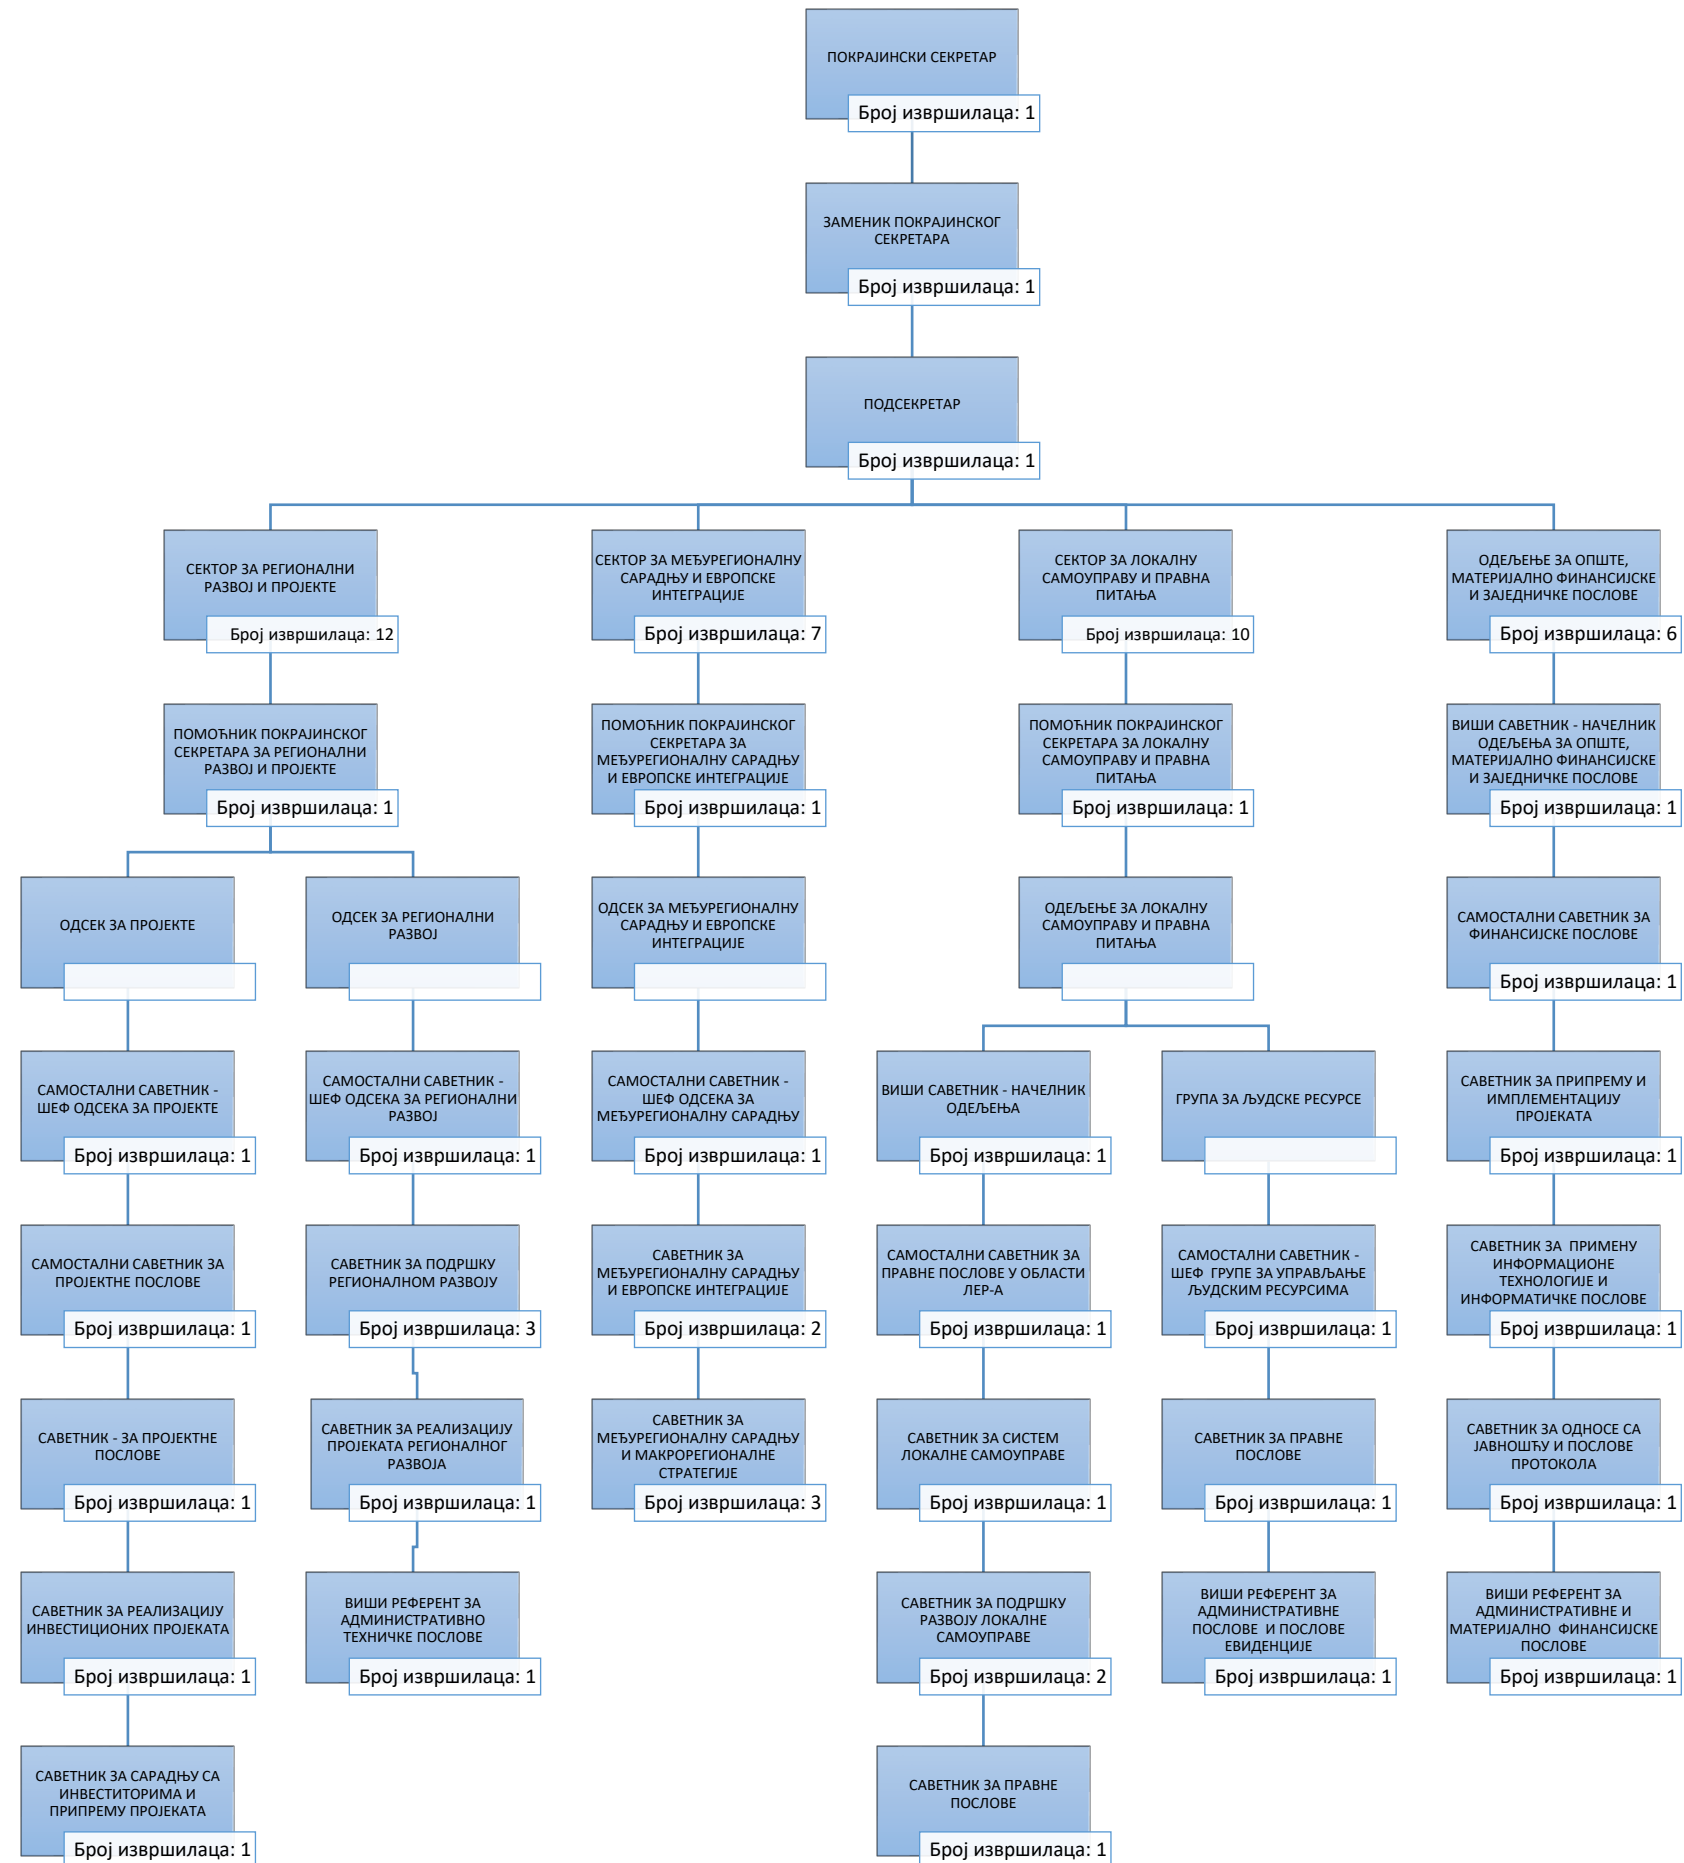 ПОКРАЈИНСКИ СЕКРЕТАР
Број извршилаца: 1
ЗАМЕНИК ПОКРАЈИНСКОГ
СЕКРЕТАРА
Број извршилаца: 1
ПОДСЕКРЕТАР
Број извршилаца: 1
СЕКТОР ЗА РЕГИОНАЛНИ
РАЗВОЈ И ПРОЈЕКТЕ
Број извршилаца: 12
СЕКТОР ЗА МЕЂУРЕГИОНАЛНУ
САРАДЊУ И ЕВРОПСКЕ
ИНТЕГРАЦИЈЕ
Број извршилаца: 7
СЕКТОР ЗА ЛОКАЛНУ
САМОУПРАВУ И ПРАВНА
ПИТАЊА
Број извршилаца: 10
ОДЕЉЕЊЕ ЗА ОПШТЕ,
МАТЕРИЈАЛНО ФИНАНСИЈСКЕ
И ЗАЈЕДНИЧКЕ ПОСЛОВЕ
Број извршилаца: 6
ПОМОЋНИК ПОКРАЈИНСКОГ
СЕКРЕТАРА ЗА РЕГИОНАЛНИ
РАЗВОЈ И ПРОЈЕКТЕ
Број извршилаца: 1
ПОМОЋНИК ПОКРАЈИНСКОГ
СЕКРЕТАРА ЗА
МЕЂУРЕГИОНАЛНУ САРАДЊУ
И ЕВРОПСКЕ ИНТЕГРАЦИЈЕ
Број извршилаца: 1
ПОМОЋНИК ПОКРАЈИНСКОГ
СЕКРЕТАРА ЗА ЛОКАЛНУ
САМОУПРАВУ И ПРАВНА
ПИТАЊА
Број извршилаца: 1
ВИШИ САВЕТНИК - НАЧЕЛНИК
ОДЕЉЕЊА ЗА ОПШТЕ,
МАТЕРИЈАЛНО ФИНАНСИЈСКЕ
И ЗАЈЕДНИЧКЕ ПОСЛОВЕ
Број извршилаца: 1
ОДСЕК ЗА ПРОЈЕКТЕ
ОДСЕК ЗА РЕГИОНАЛНИ
РАЗВОЈ
ОДСЕК ЗА МЕЂУРЕГИОНАЛНУ
САРАДЊУ И ЕВРОПСКЕ
ИНТЕГРАЦИЈЕ
ОДЕЉЕЊЕ ЗА ЛОКАЛНУ
САМОУПРАВУ И ПРАВНА
ПИТАЊА
САМОСТАЛНИ САВЕТНИК ЗА
ФИНАНСИЈСКЕ ПОСЛОВЕ
Број извршилаца: 1
САМОСТАЛНИ САВЕТНИК -
ШЕФ ОДСЕКА ЗА ПРОЈЕКТЕ
Број извршилаца: 1
САМОСТАЛНИ САВЕТНИК -
ШЕФ ОДСЕКА ЗА РЕГИОНАЛНИ
РАЗВОЈ
Број извршилаца: 1
САМОСТАЛНИ САВЕТНИК -
ШЕФ ОДСЕКА ЗА
МЕЂУРЕГИОНАЛНУ САРАДЊУ
Број извршилаца: 1
ВИШИ САВЕТНИК - НАЧЕЛНИК
ОДЕЉЕЊА
Број извршилаца: 1
ГРУПА ЗА ЉУДСКЕ РЕСУРСЕ
САВЕТНИК ЗА ПРИПРЕМУ И
ИМПЛЕМЕНТАЦИЈУ
ПРОЈЕКАТА
Број извршилаца: 1
САМОСТАЛНИ САВЕТНИК ЗА
ПРОЈЕКТНЕ ПОСЛОВЕ
Број извршилаца: 1
САВЕТНИК ЗА ПОДРШКУ
РЕГИОНАЛНОМ РАЗВОЈУ
Број извршилаца: 3
САВЕТНИК ЗА
МЕЂУРЕГИОНАЛНУ САРАДЊУ
И ЕВРОПСКЕ ИНТЕГРАЦИЈЕ
Број извршилаца: 2
САМОСТАЛНИ САВЕТНИК ЗА
ПРАВНЕ ПОСЛОВЕ У ОБЛАСТИ
ЛЕР-А
Број извршилаца: 1
САМОСТАЛНИ САВЕТНИК -
ШЕФ  ГРУПЕ ЗА УПРАВЉАЊЕ
ЉУДСКИМ РЕСУРСИМА
Број извршилаца: 1
САВЕТНИК ЗА  ПРИМЕНУ
ИНФОРМАЦИОНЕ
ТЕХНОЛОГИЈЕ И
ИНФОРМАТИЧКЕ ПОСЛОВЕ
Број извршилаца: 1
САВЕТНИК - ЗА ПРОЈЕКТНЕ
ПОСЛОВЕ
Број извршилаца: 1
САВЕТНИК ЗА РЕАЛИЗАЦИЈУ
ПРОЈЕКАТА РЕГИОНАЛНОГ
РАЗВОЈА
Број извршилаца: 1
САВЕТНИК ЗА
МЕЂУРЕГИОНАЛНУ САРАДЊУ
И МАКРОРЕГИОНАЛНЕ
СТРАТЕГИЈЕ
Број извршилаца: 3
САВЕТНИК ЗА СИСТЕМ
ЛОКАЛНЕ САМОУПРАВЕ
Број извршилаца: 1
САВЕТНИК ЗА ПРАВНЕ
ПОСЛОВЕ
Број извршилаца: 1
САВЕТНИК ЗА ОДНОСЕ СА
ЈАВНОШЋУ И ПОСЛОВЕ
ПРОТОКОЛА
Број извршилаца: 1
САВЕТНИК ЗА РЕАЛИЗАЦИЈУ
ИНВЕСТИЦИОНИХ ПРОЈЕКАТА
Број извршилаца: 1
ВИШИ РЕФЕРЕНТ ЗА
АДМИНИСТРАТИВНО
ТЕХНИЧКЕ ПОСЛОВЕ
Број извршилаца: 1
САВЕТНИК ЗА ПОДРШКУ
РАЗВОЈУ ЛОКАЛНЕ
САМОУПРАВЕ
Број извршилаца: 2
ВИШИ РЕФЕРЕНТ ЗА
АДМИНИСТРАТИВНЕ
ПОСЛОВЕ  И ПОСЛОВЕ
ЕВИДЕНЦИЈЕ
Број извршилаца: 1
ВИШИ РЕФЕРЕНТ ЗА
АДМИНИСТРАТИВНЕ И
МАТЕРИЈАЛНО  ФИНАНСИЈСКЕ
ПОСЛОВЕ
Број извршилаца: 1
САВЕТНИК ЗА САРАДЊУ СА
ИНВЕСТИТОРИМА И
ПРИПРЕМУ ПРОЈЕКАТА
Број извршилаца: 1
САВЕТНИК ЗА ПРАВНЕ
ПОСЛОВЕ
Број извршилаца: 1